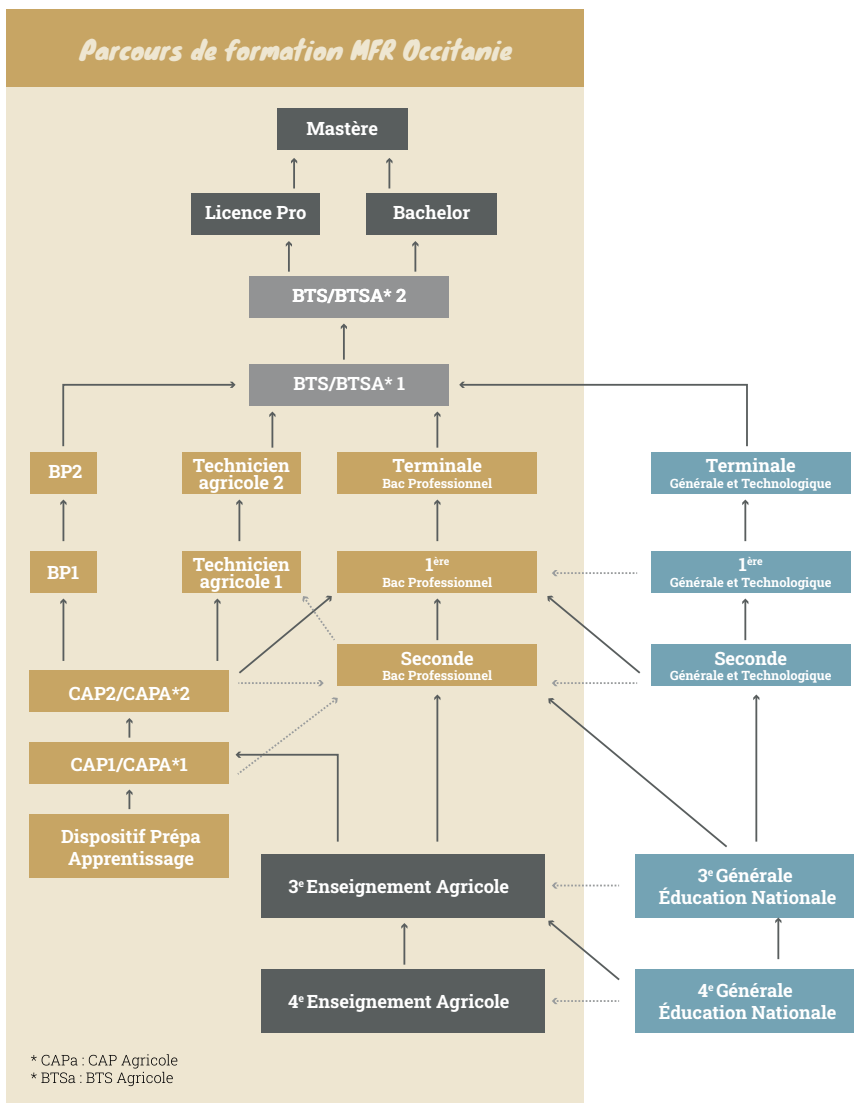 Parcours de formation MFR Occitanie
Mastère
Licence Pro
Bachelor
BTS/BTSA* 2
BTS/BTSA* 1
BP2
Technicien
agricole 2
Terminale
Bac Professionnel
Terminale
Générale et Technologique
BP1
Technicien
agricole 1
1ère
Bac Professionnel
1ère
Générale et Technologique
Seconde
Bac Professionnel
Seconde
Générale et Technologique
CAP2/CAPA*2
CAP1/CAPA*1
Dispositif Prépa
Apprentissage
3e Enseignement Agricole
3e Générale
Éducation Nationale
4e Enseignement Agricole
4e Générale
Éducation Nationale
* CAPa : CAP Agricole
* BTSa : BTS Agricole